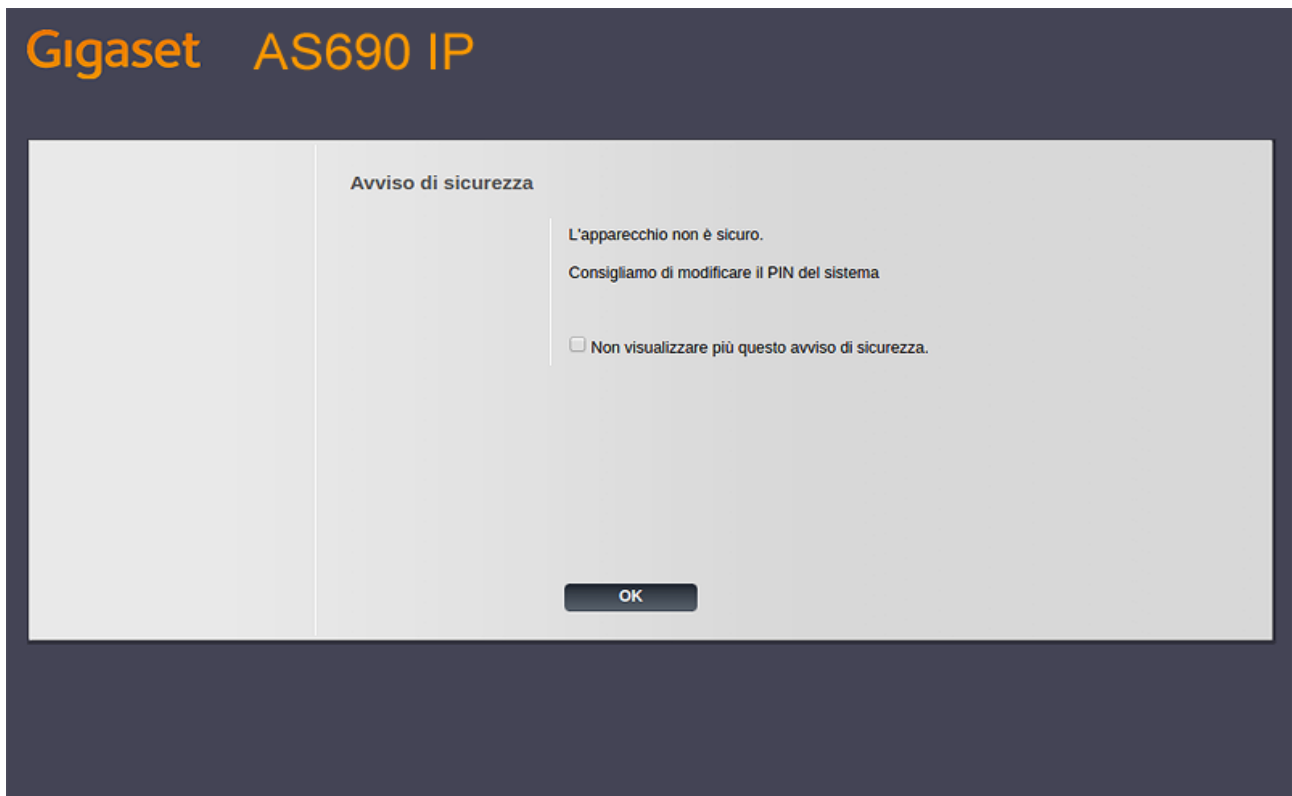 Gigaset AS690 IP
Avviso di sicurezza
L'apparecchio non è sicuro.
Consigliamo di modificare il PIN del sistema
Non visualizzare più questo avviso di sicurezza.
OK